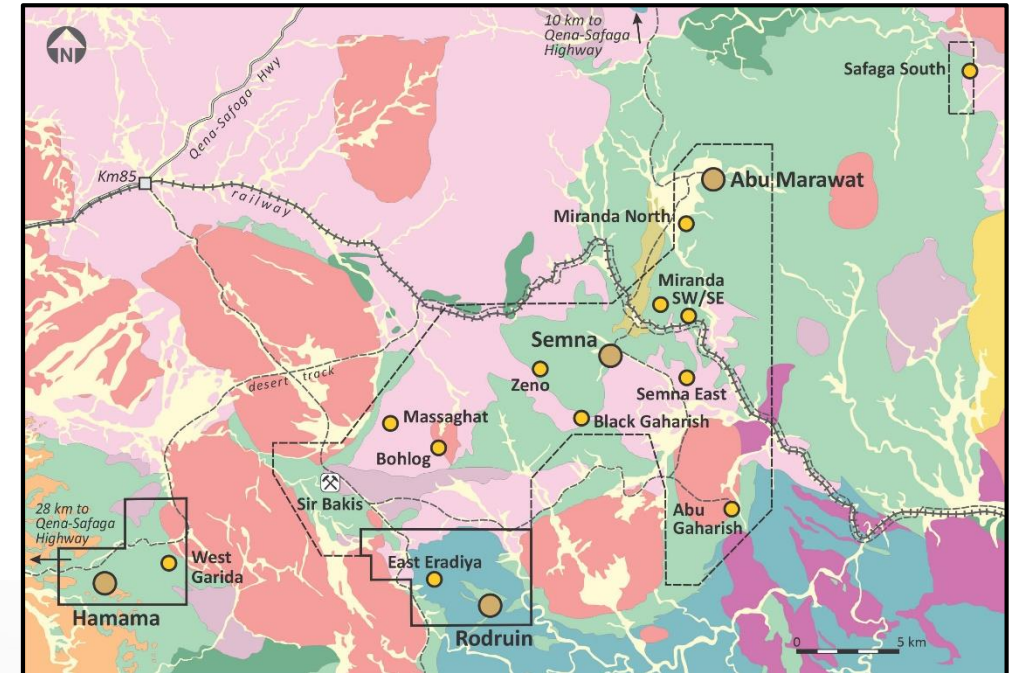 10 km to
Qena-Safaga
Highway
N
Safaga South
Qena-Safoga Hwy
Km85
railway
Abu Marawat
Miranda North
Miranda
SW/SE
Semna
Zeno
Semna East
desert track
Massaghat
Black Gaharish
Bohlog
Sir Bakis
28 km to
Qena-Safaga
Highway
Abu
Gaharish
West
Garida
East Eradiya
Hamama
Rodruin
0 5 km